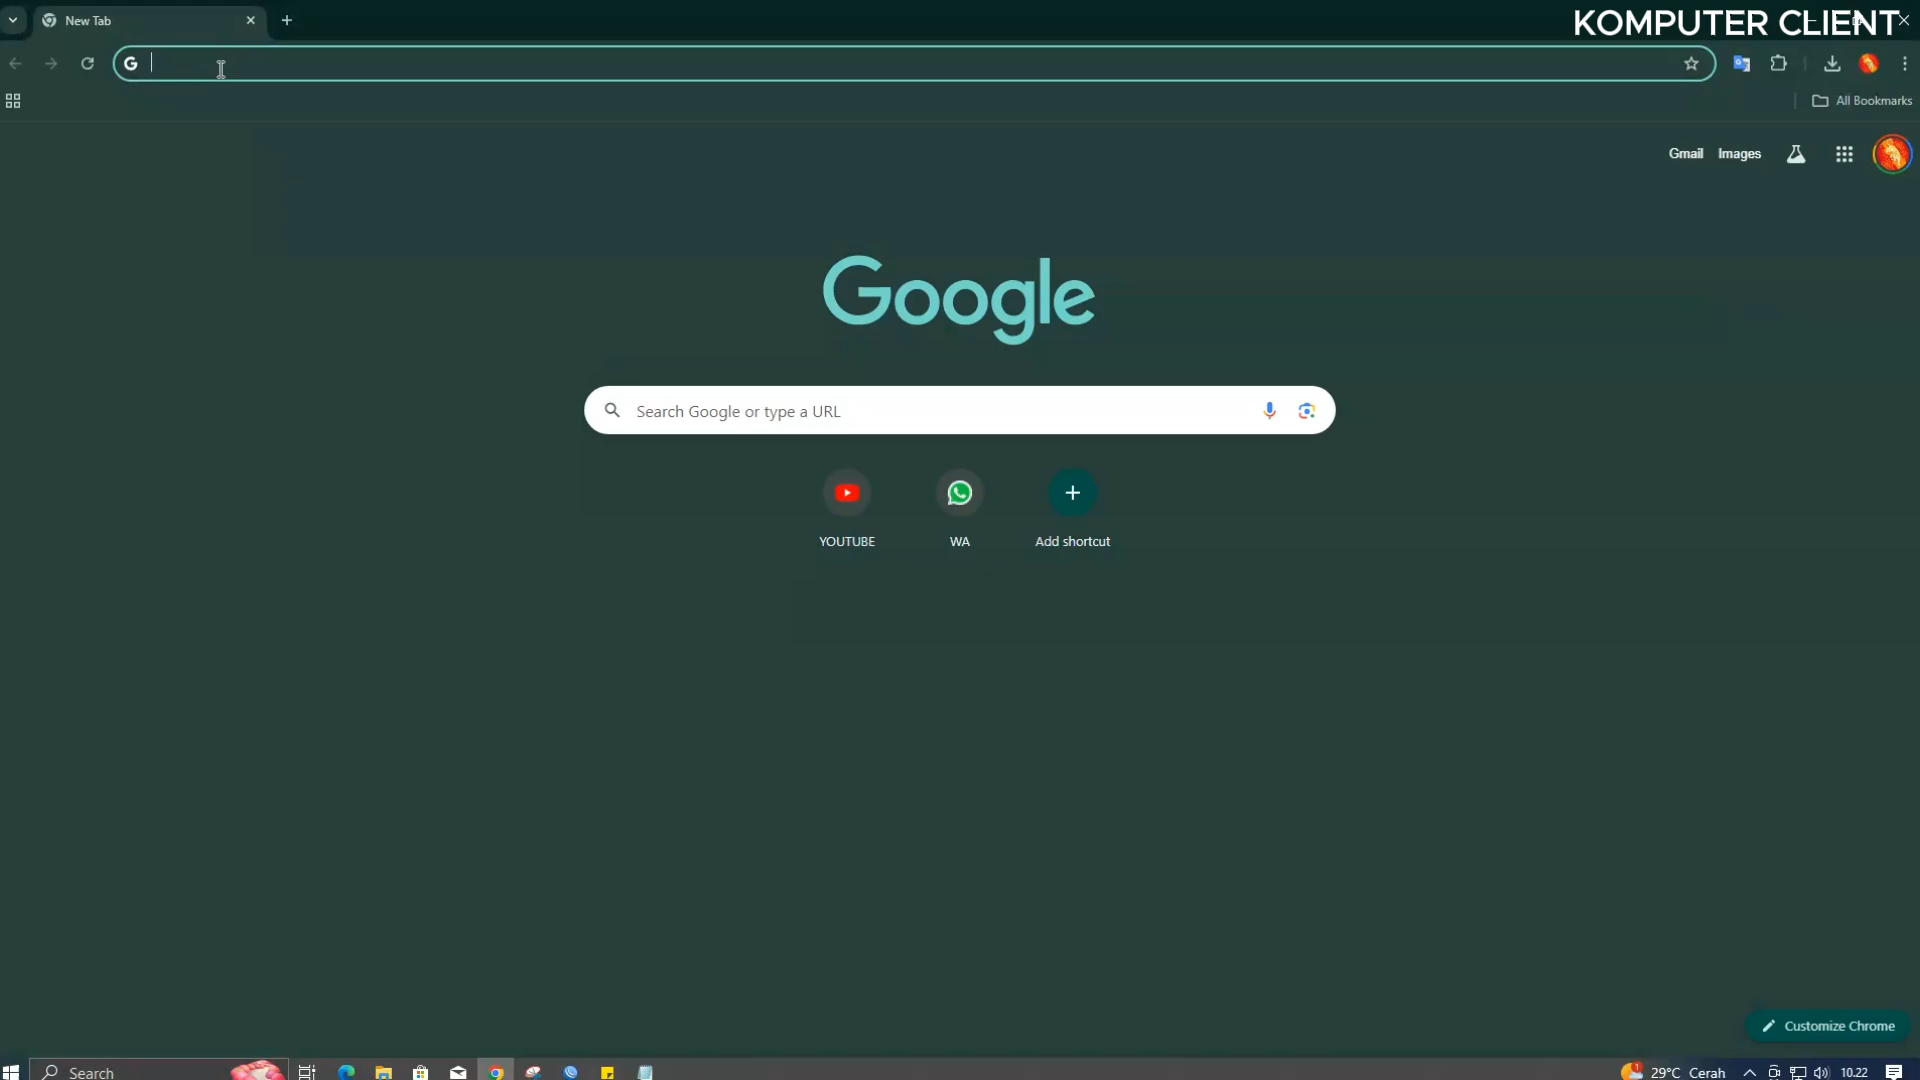 New Tab
KOMPUTER CLIENT
All Bookmarks
Gmail Images
Google
Search Google or type a URL
YOUTUBE WA Add shortcut
Customize Chrome
Search
29°C Cerah 10.22